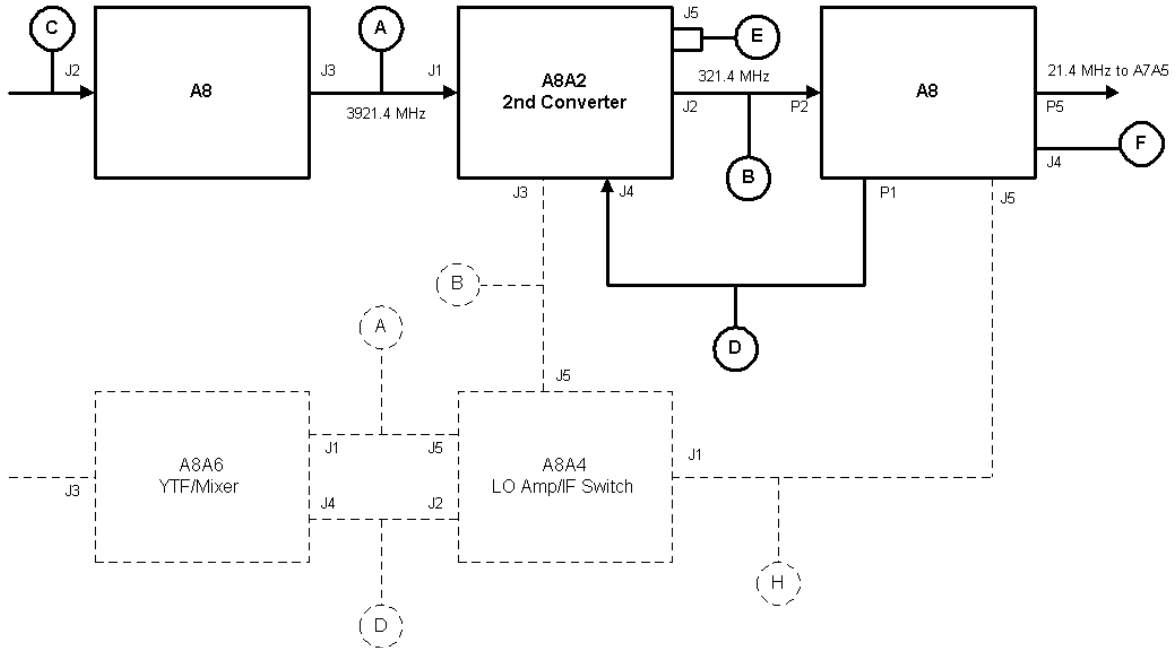 C
A
J5
E
J2
J3
J1
A8
A8A2
2nd Converter
A8
3921.4 MHz
321.4 MHz
J2
P2
21.4 MHz to A7A5
P5
J4
F
B
J3
J4
P1
J5
B
D
A
J5
J1
J5
J1
A8A6
YTF/Mixer
A8A4
LO Amp/IF Switch
J3
J4
J2
H
D